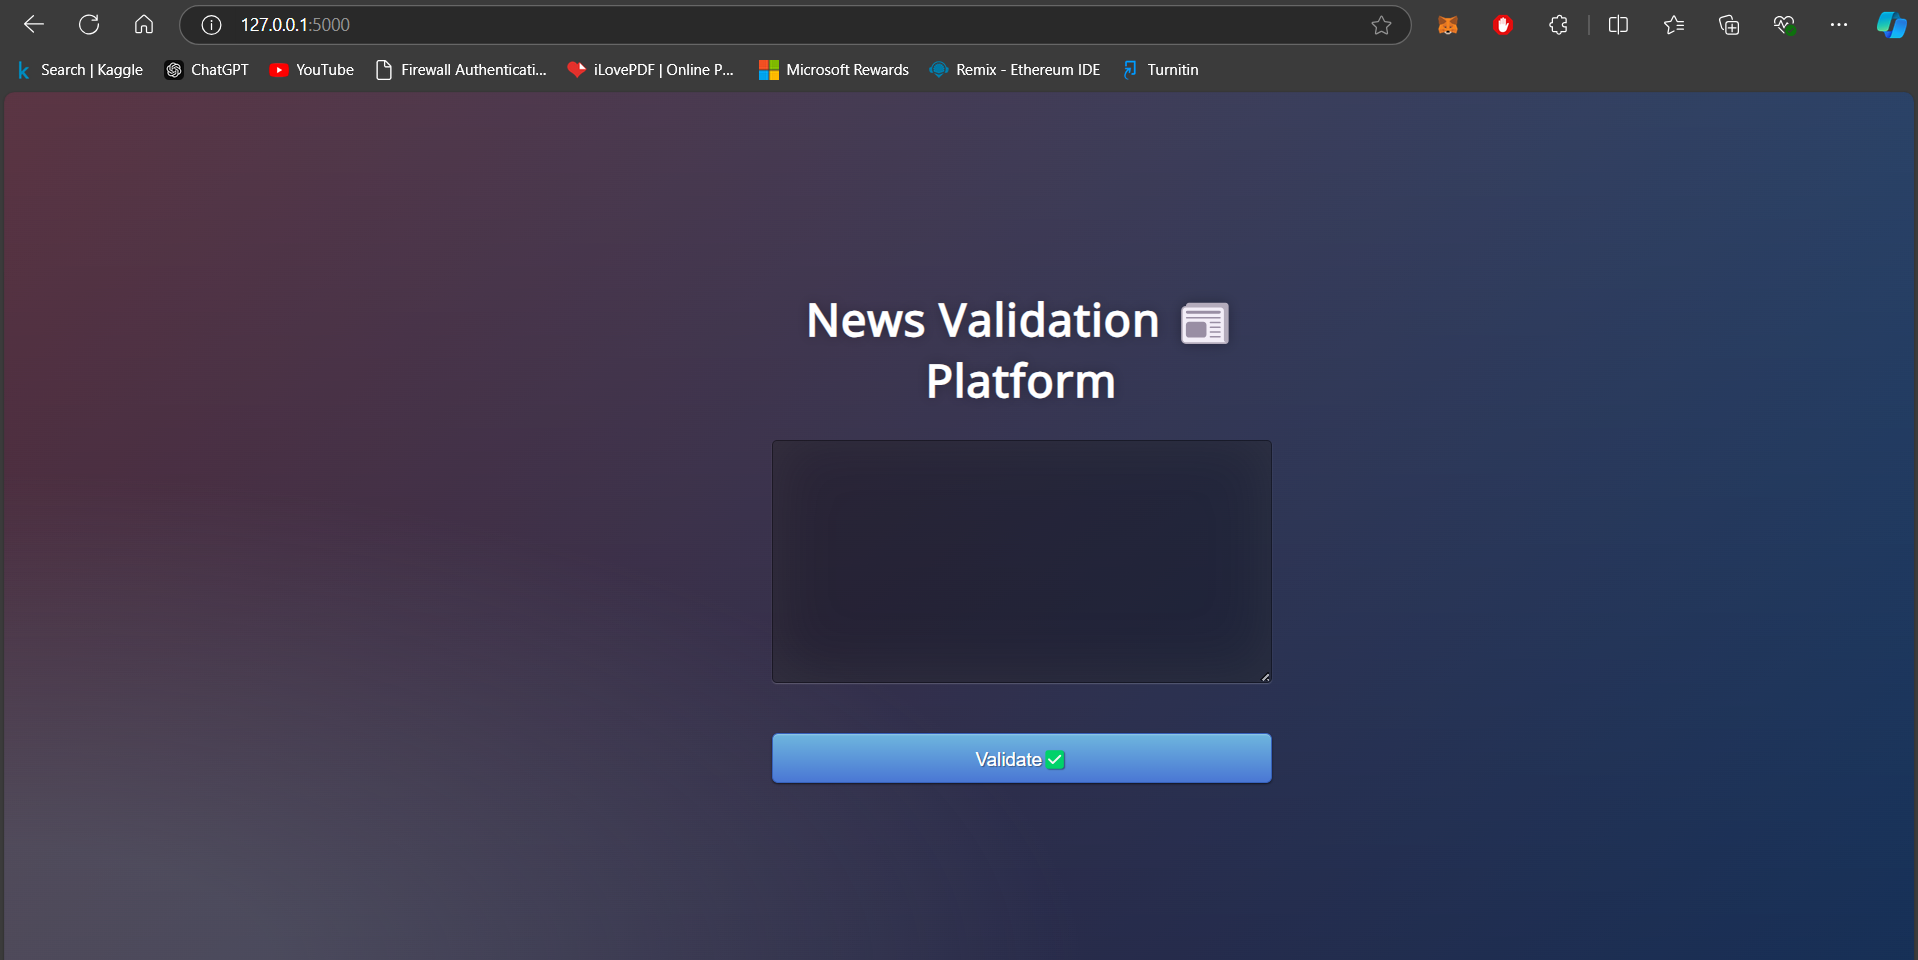 127.0.0.1:5000
Search | Kaggle
ChatGPT
YouTube
Firewall Authenticati...
iLovePDF | Online P...
Microsoft Rewards
Remix - Ethereum IDE
Turnitin
News Validation
Platform
Validate